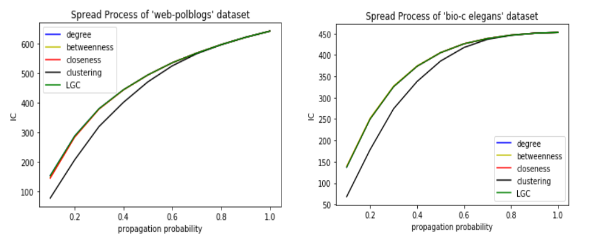 Spread Process of 'web-polblogs' dataset
600
500
400
300
200
100
IC
degree
betweenness
closeness
clustering
LGC
0.2 0.4 0.6 0.8 1.0
propagation probability
Spread Process of 'bio-c elegans' dataset
450
400
350
300
250
200
150
100
50
IC
degree
betweenness
closeness
clustering
LGC
0.2 0.4 0.6 0.8 1.0
propagation probability